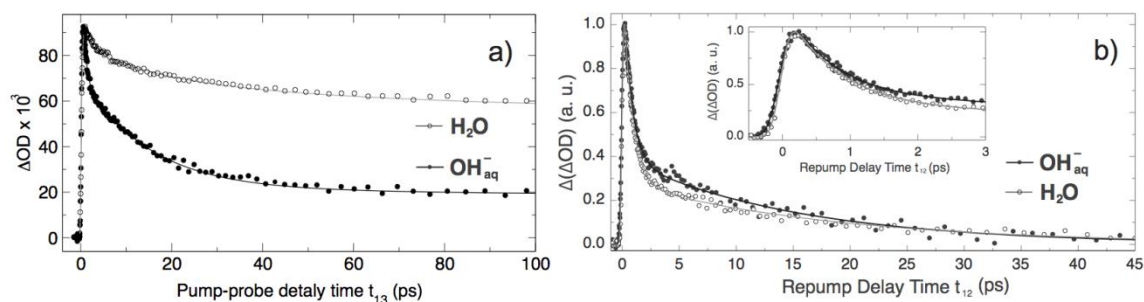 a)
ΔOD x 10³
100
80
60
40
20
0
H₂O
OH⁻aq
0 20 40 60 80 100
Pump-probe detaly time t₁₃ (ps)
b)
Δ(ΔOD) (a. u.)
1.0
0.8
0.6
0.4
0.2
0.0
Δ(ΔOD) (a. u.)
1.0
0.5
0.0
0 1 2 3
Repump Delay Time t₁₂ (ps)
OH⁻aq
H₂O
0 5 10 15 20 25 30 35 40 45
Repump Delay Time t₁₂ (ps)